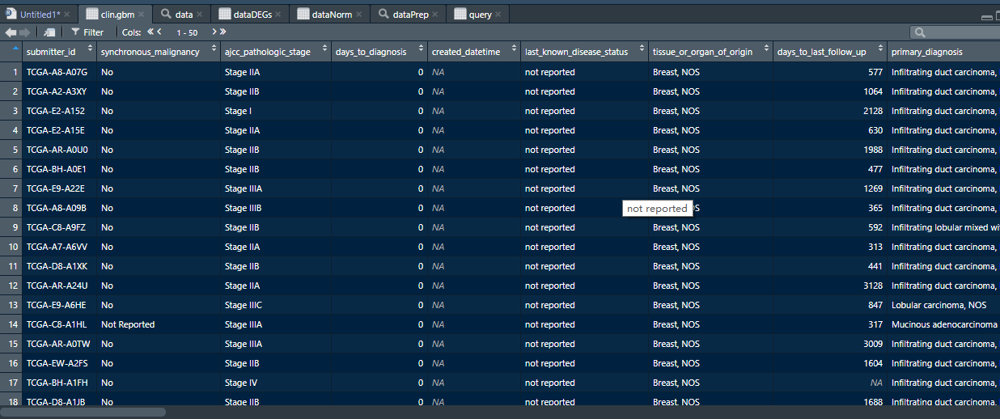 Untitled1* clin.gbm data dataDEGs dataNorm dataPrep query
Filter Cols: 1 - 50
submitter_id synchronous_malignancy ajcc_pathologic_stage days_to_diagnosis created_datetime last_known_disease_status tissue_or_organ_of_origin days_to_last_follow_up primary_diagnosis
1 TCGA-A8-A07G No Stage IIA 0 NA not reported Breast, NOS 577 Infiltrating duct carcinoma,
2 TCGA-A2-A3XY No Stage IIB 0 NA not reported Breast, NOS 1064 Infiltrating duct carcinoma,
3 TCGA-E2-A152 No Stage I 0 NA not reported Breast, NOS 2128 Infiltrating duct carcinoma,
4 TCGA-E2-A15E No Stage IIA 0 NA not reported Breast, NOS 630 Infiltrating duct carcinoma,
5 TCGA-AR-A0U0 No Stage IIB 0 NA not reported Breast, NOS 1988 Infiltrating duct carcinoma,
6 TCGA-BH-A0E1 No Stage IIB 0 NA not reported Breast, NOS 477 Infiltrating duct carcinoma,
7 TCGA-E9-A22E No Stage IIIA 0 NA not reported Breast, NOS 1269 Infiltrating duct carcinoma,
8 TCGA-A8-A09B No Stage IIIB 0 NA not reported not reported 365 Infiltrating duct carcinoma,
9 TCGA-C8-A9FZ No Stage IIB 0 NA not reported Breast, NOS 592 Infiltrating lobular mixed wi
10 TCGA-A7-A6VV No Stage IIA 0 NA not reported Breast, NOS 313 Infiltrating duct carcinoma,
11 TCGA-D8-A1XK No Stage IIB 0 NA not reported Breast, NOS 441 Infiltrating duct carcinoma,
12 TCGA-AR-A24U No Stage IIA 0 NA not reported Breast, NOS 3128 Infiltrating duct carcinoma,
13 TCGA-E9-A6HE No Stage IIIC 0 NA not reported Breast, NOS 847 Lobular carcinoma, NOS
14 TCGA-C8-A1HL Not Reported Stage IIIA 0 NA not reported Breast, NOS 317 Mucinous adenocarcinoma
15 TCGA-AR-A0TW No Stage IIIA 0 NA not reported Breast, NOS 3009 Infiltrating duct carcinoma,
16 TCGA-EW-A2FS No Stage IIB 0 NA not reported Breast, NOS 1604 Infiltrating duct carcinoma,
17 TCGA-BH-A1FH No Stage IV 0 NA not reported Breast, NOS NA Infiltrating duct carcinoma,
18 TCGA-D8-A1JB No Stage IIB 0 NA not reported Breast, NOS 1688 Infiltrating duct carcinoma,